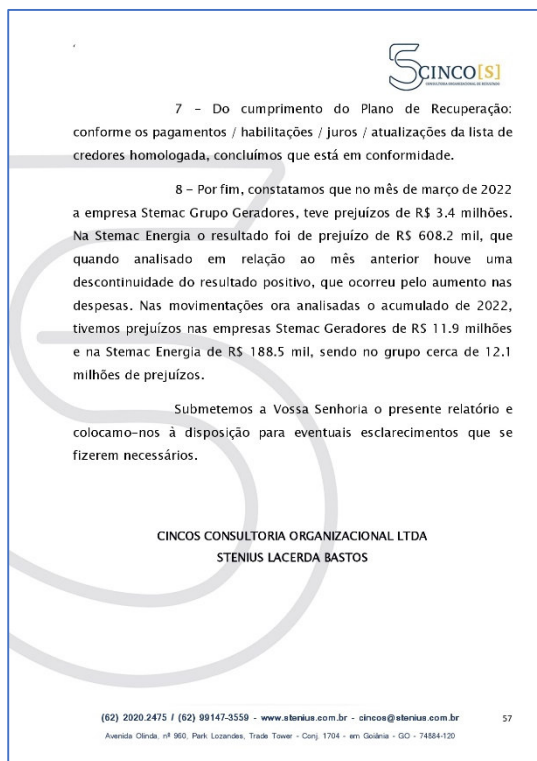 CINCO[S]
CONSULTORIA ORGANIZACIONAL DE RESULTADO
7 – Do cumprimento do Plano de Recuperação:
conforme os pagamentos / habilitações / juros / atualizações da lista de
credores homologada, concluímos que está em conformidade.
8 – Por fim, constatamos que no mês de março de 2022
a empresa Stemac Grupo Geradores, teve prejuízos de R$ 3.4 milhões.
Na Stemac Energia o resultado foi de prejuízo de R$ 608.2 mil, que
quando analisado em relação ao mês anterior houve uma
descontinuidade do resultado positivo, que ocorreu pelo aumento nas
despesas. Nas movimentações ora analisadas o acumulado de 2022,
tivemos prejuízos nas empresas Stemac Geradores de R$ 11.9 milhões
e na Stemac Energia de R$ 188.5 mil, sendo no grupo cerca de 12.1
milhões de prejuízos.
Submetemos a Vossa Senhoria o presente relatório e
colocamo-nos à disposição para eventuais esclarecimentos que se
fizerem necessários.
CINCOS CONSULTORIA ORGANIZACIONAL LTDA
STENIUS LACERDA BASTOS
(62) 2020.2475 / (62) 99147-3559 - www.stenius.com.br - cincos@stenius.com.br 57
Avenida Olinda, nº 960, Park Lozandes, Trade Tower - Conj. 1704 - em Goiânia - GO - 74884-120